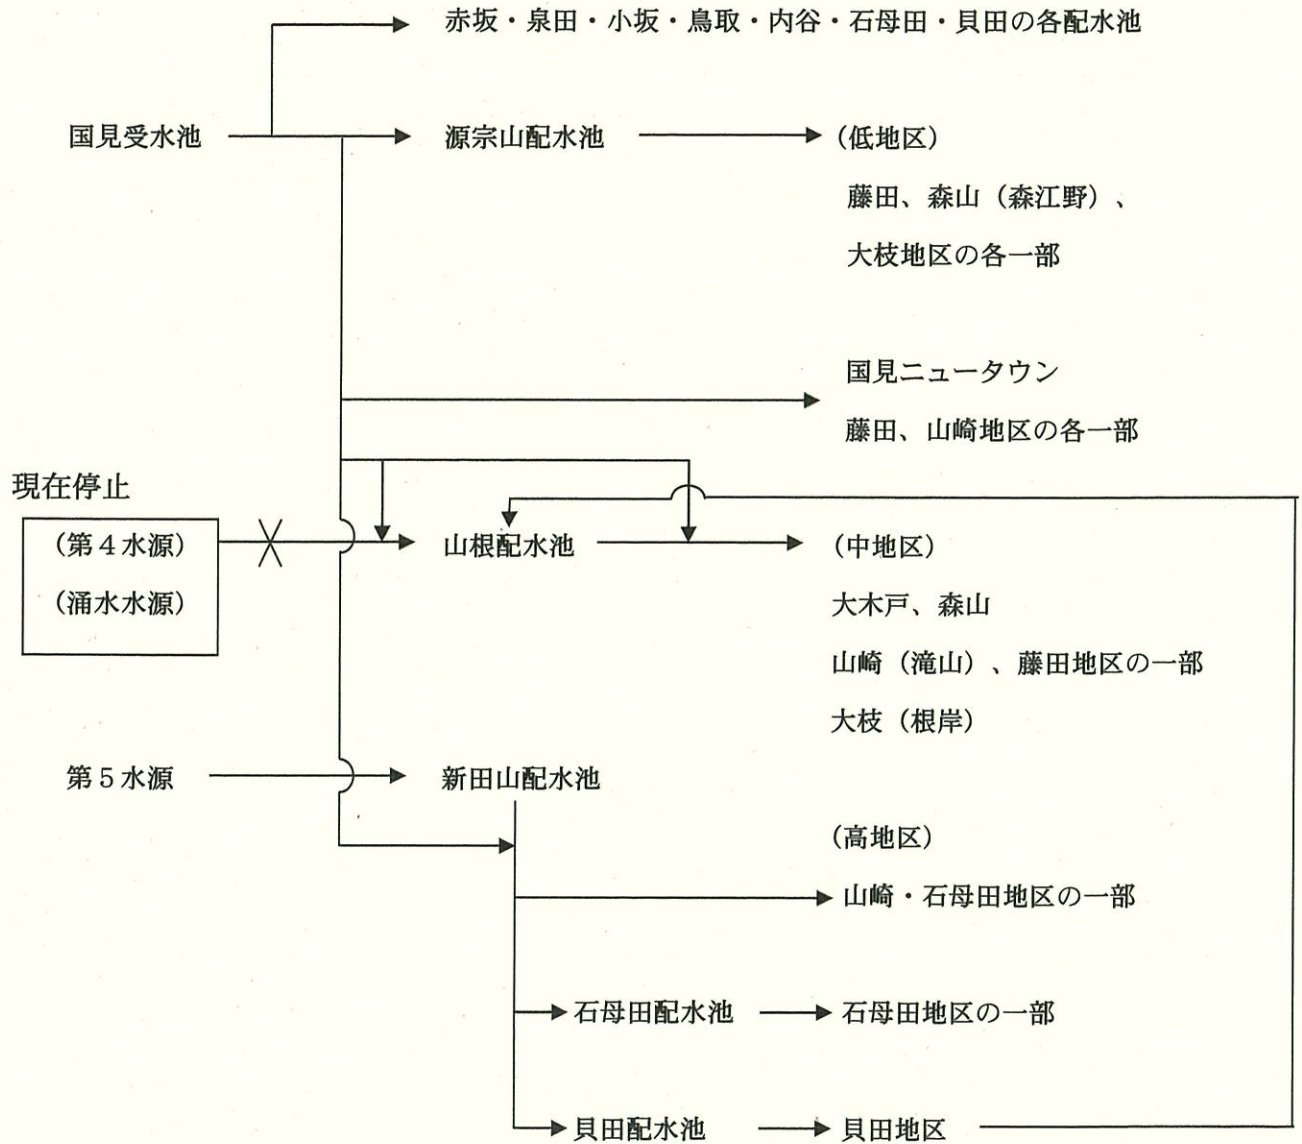 赤坂・泉田・小坂・鳥取・内谷・石母田・貝田の各配水池
国見受水池
源宗山配水池
(低地区)
藤田、森山（森江野）、
大枝地区の各一部
国見ニュータウン
藤田、山崎地区の各一部
現在停止
(第４水源)
(涌水水源)
山根配水池
(中地区)
大木戸、森山
山崎（滝山）、藤田地区の一部
大枝（根岸）
第５水源
新田山配水池
(高地区)
山崎・石母田地区の一部
石母田配水池
石母田地区の一部
貝田配水池
貝田地区